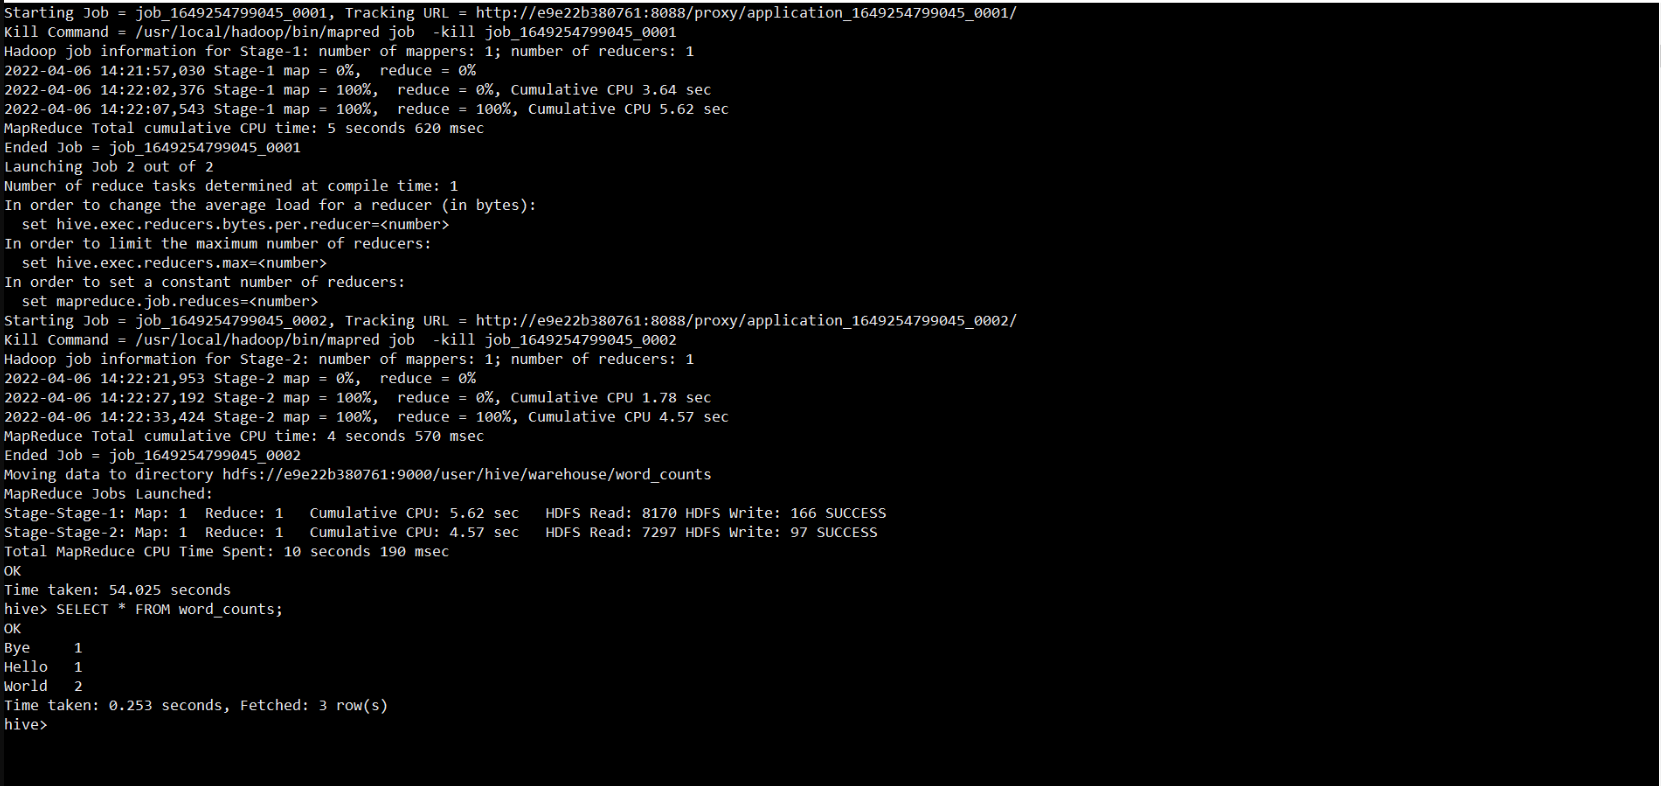 Starting Job = job_1649254799045_0001, Tracking URL = http://e9e22b380761:8088/proxy/application_1649254799045_0001/
Kill Command = /usr/local/hadoop/bin/mapred job  -kill job_1649254799045_0001
Hadoop job information for Stage-1: number of mappers: 1; number of reducers: 1
2022-04-06 14:21:57,030 Stage-1 map = 0%,  reduce = 0%
2022-04-06 14:22:02,376 Stage-1 map = 100%,  reduce = 0%, Cumulative CPU 3.64 sec
2022-04-06 14:22:07,543 Stage-1 map = 100%,  reduce = 100%, Cumulative CPU 5.62 sec
MapReduce Total cumulative CPU time: 5 seconds 620 msec
Ended Job = job_1649254799045_0001
Launching Job 2 out of 2
Number of reduce tasks determined at compile time: 1
In order to change the average load for a reducer (in bytes):
  set hive.exec.reducers.bytes.per.reducer=<number>
In order to limit the maximum number of reducers:
  set hive.exec.reducers.max=<number>
In order to set a constant number of reducers:
  set mapreduce.job.reduces=<number>
Starting Job = job_1649254799045_0002, Tracking URL = http://e9e22b380761:8088/proxy/application_1649254799045_0002/
Kill Command = /usr/local/hadoop/bin/mapred job  -kill job_1649254799045_0002
Hadoop job information for Stage-2: number of mappers: 1; number of reducers: 1
2022-04-06 14:22:21,953 Stage-2 map = 0%,  reduce = 0%
2022-04-06 14:22:27,192 Stage-2 map = 100%,  reduce = 0%, Cumulative CPU 1.78 sec
2022-04-06 14:22:33,424 Stage-2 map = 100%,  reduce = 100%, Cumulative CPU 4.57 sec
MapReduce Total cumulative CPU time: 4 seconds 570 msec
Ended Job = job_1649254799045_0002
Moving data to directory hdfs://e9e22b380761:9000/user/hive/warehouse/word_counts
MapReduce Jobs Launched:
Stage-Stage-1: Map: 1  Reduce: 1   Cumulative CPU: 5.62 sec   HDFS Read: 8170 HDFS Write: 166 SUCCESS
Stage-Stage-2: Map: 1  Reduce: 1   Cumulative CPU: 4.57 sec   HDFS Read: 7297 HDFS Write: 97 SUCCESS
Total MapReduce CPU Time Spent: 10 seconds 190 msec
OK
Time taken: 54.025 seconds
hive> SELECT * FROM word_counts;
OK
Bye     1
Hello   1
World   2
Time taken: 0.253 seconds, Fetched: 3 row(s)
hive>